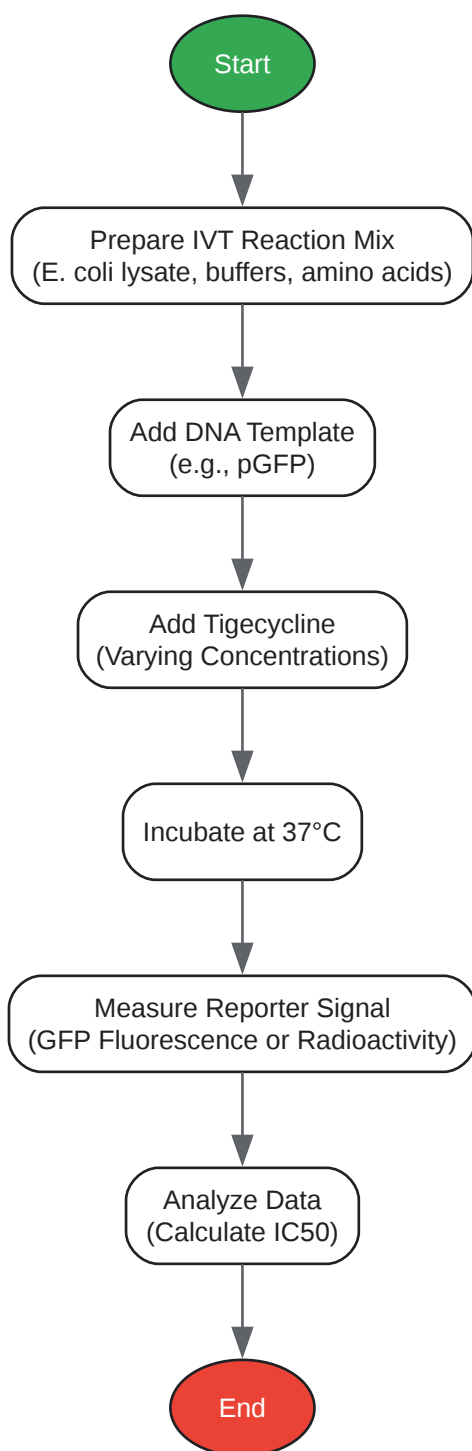 Start
Prepare IVT Reaction Mix
(E. coli lysate, buffers, amino acids)
Add DNA Template
(e.g., pGFP)
Add Tigecycline
(Varying Concentrations)
Incubate at 37°C
Measure Reporter Signal
(GFP Fluorescence or Radioactivity)
Analyze Data
(Calculate IC50)
End